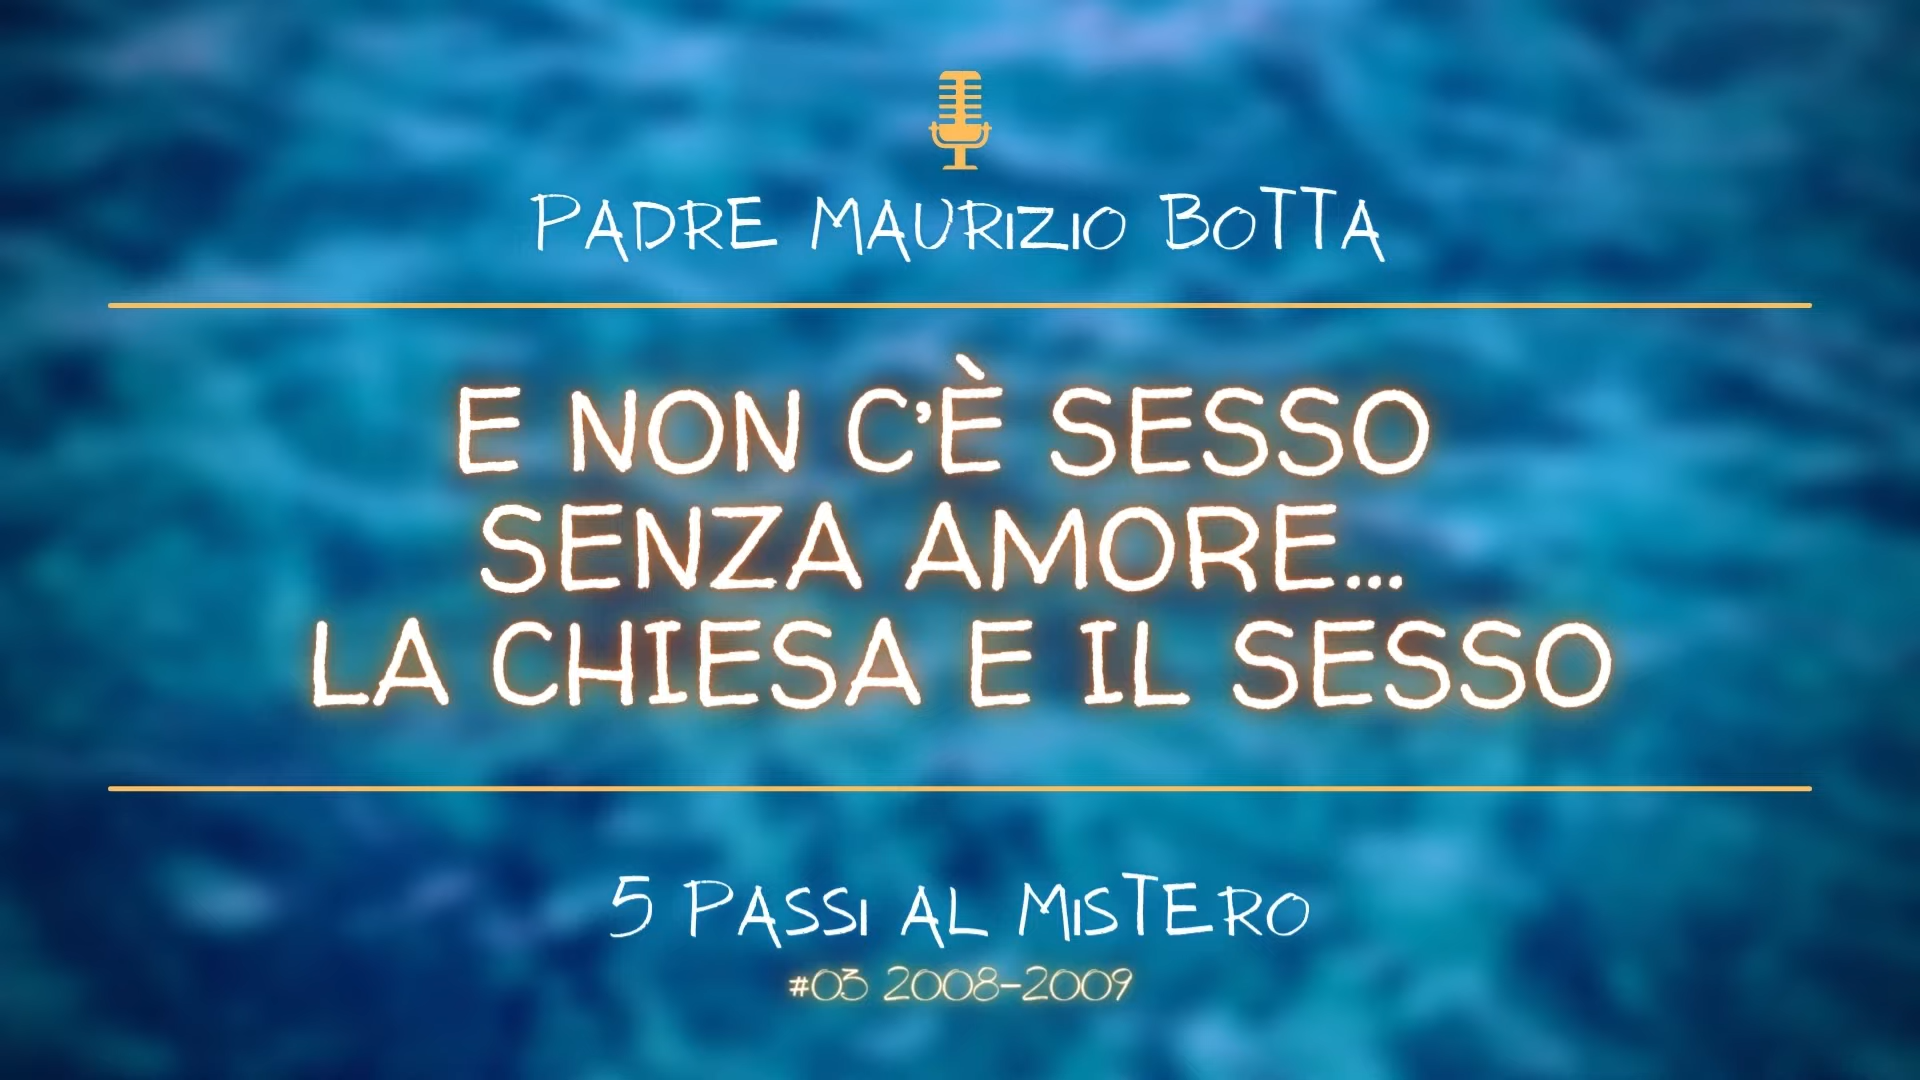 PADRE MAURIZIO BOTTA
E NON C'È SESSO
SENZA AMORE...
LA CHIESA E IL SESSO
5 PASSI AL MISTERO
#03 2008-2009